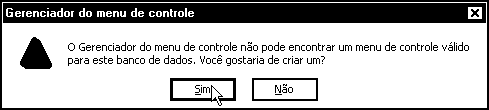 Gerenciador do menu de controle
O Gerenciador do menu de controle não pode encontrar um menu de controle válido
para este banco de dados. Você gostaria de criar um?
Sim
Não